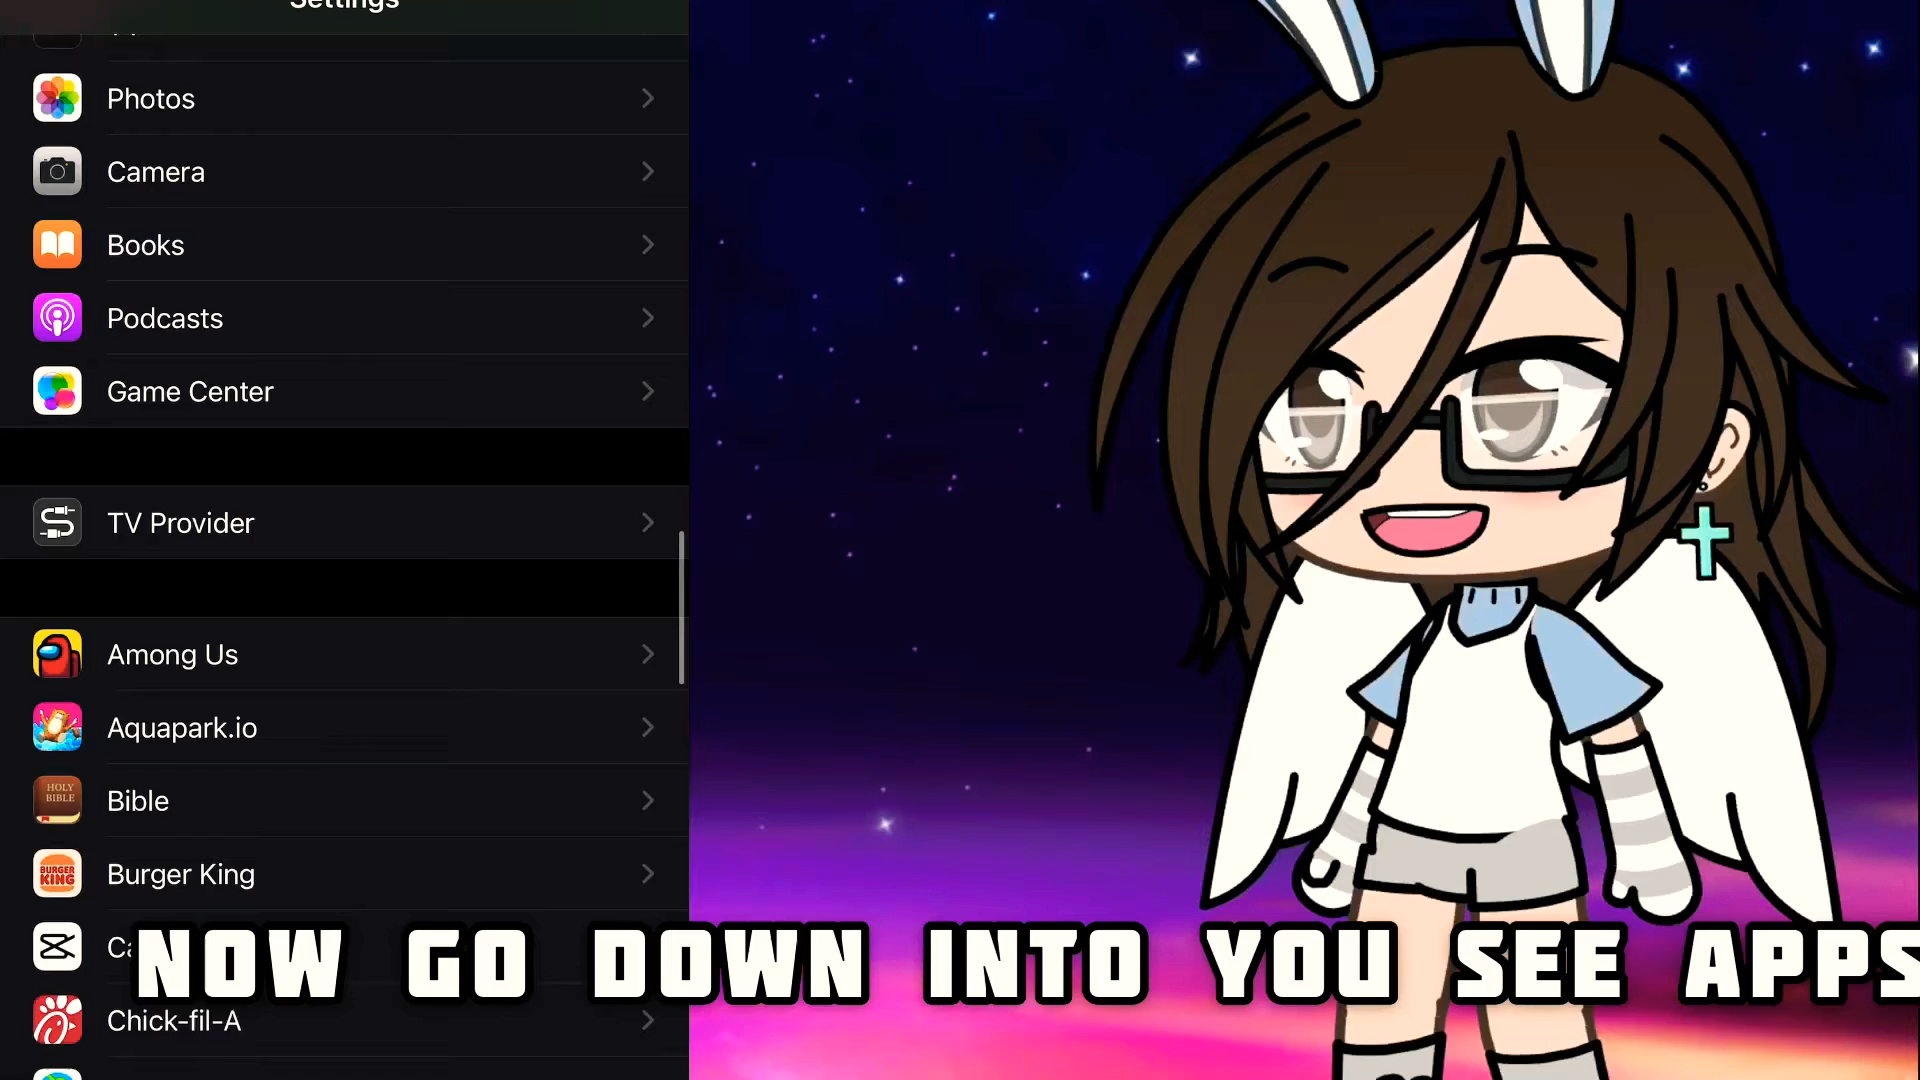 Settings
Photos
Camera
Books
Podcasts
Game Center
TV Provider
Among Us
Aquapark.io
HOLY
BIBLE
Bible
BURGER
KING
Burger King
NOW GO DOWN INTO YOU SEE APPS
Chick-fil-A